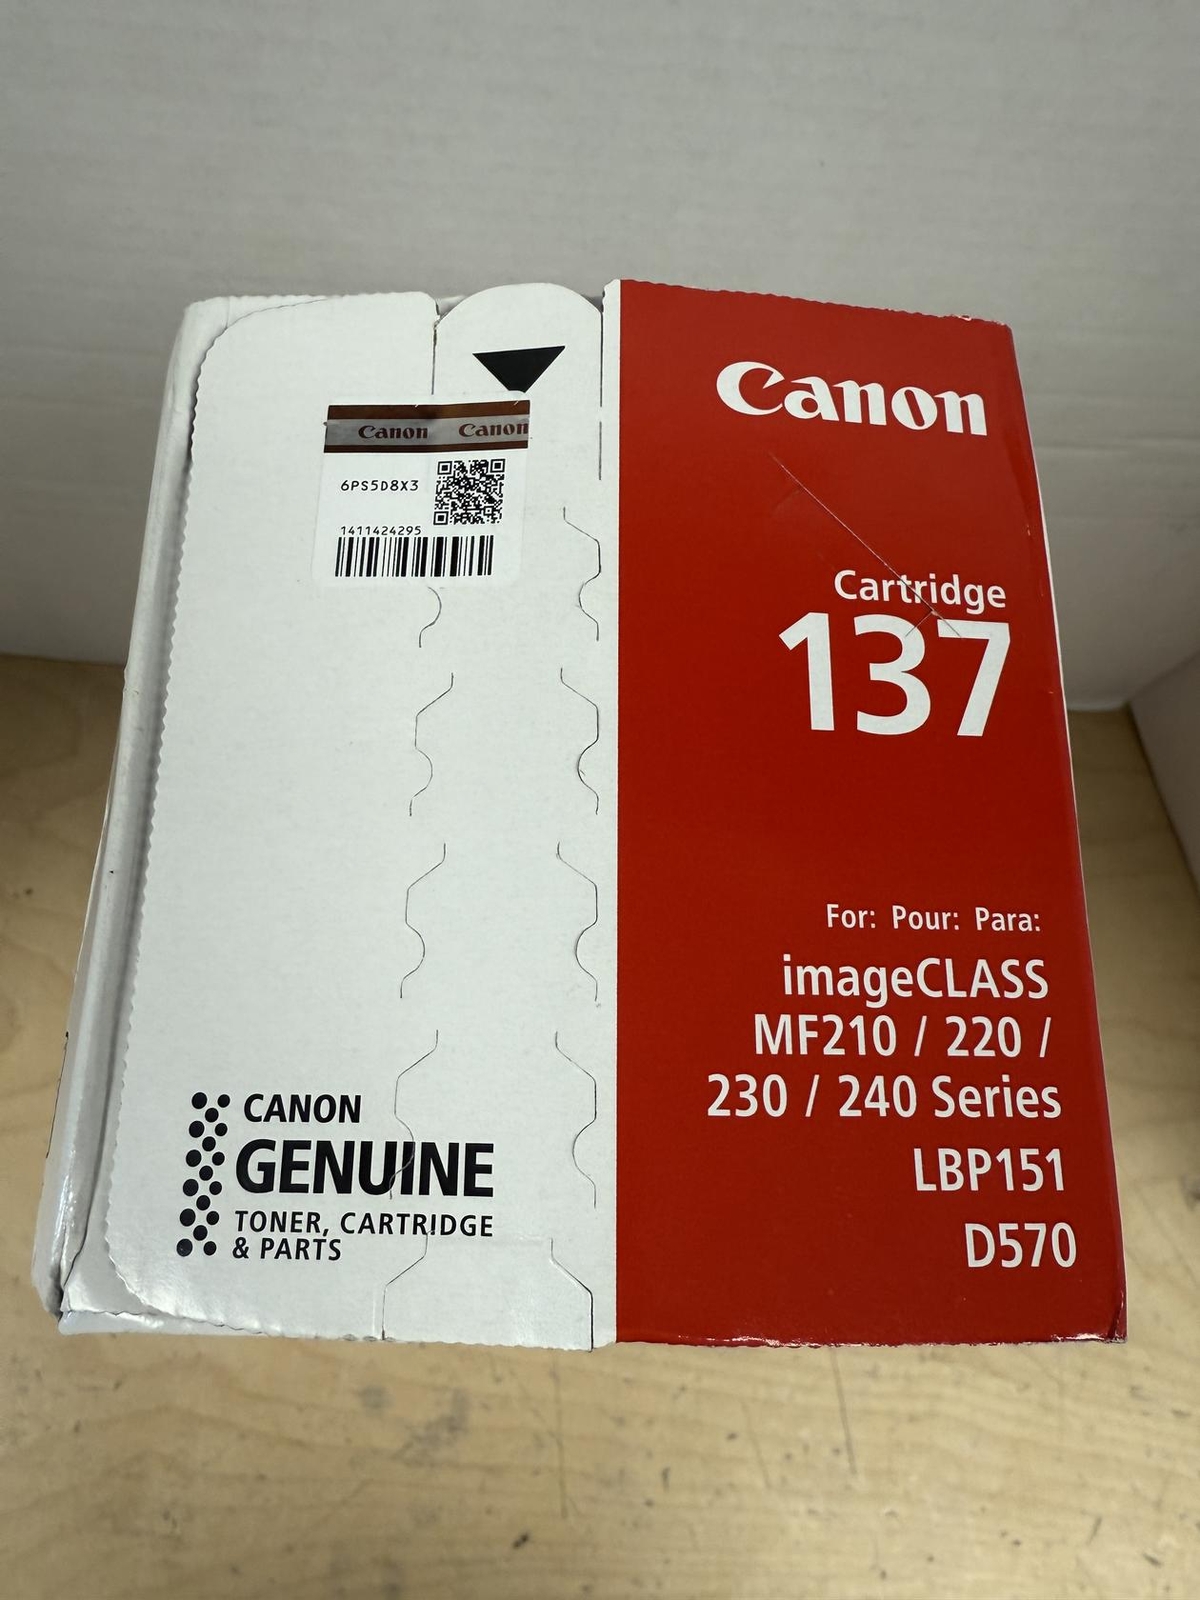 Canon Canon
6PS5D8X3
1411424295
CANON
GENUINE
TONER, CARTRIDGE
& PARTS
Canon
Cartridge
137
For: Pour: Para:
imageCLASS
MF210 / 220 /
230 / 240 Series
LBP151
D570